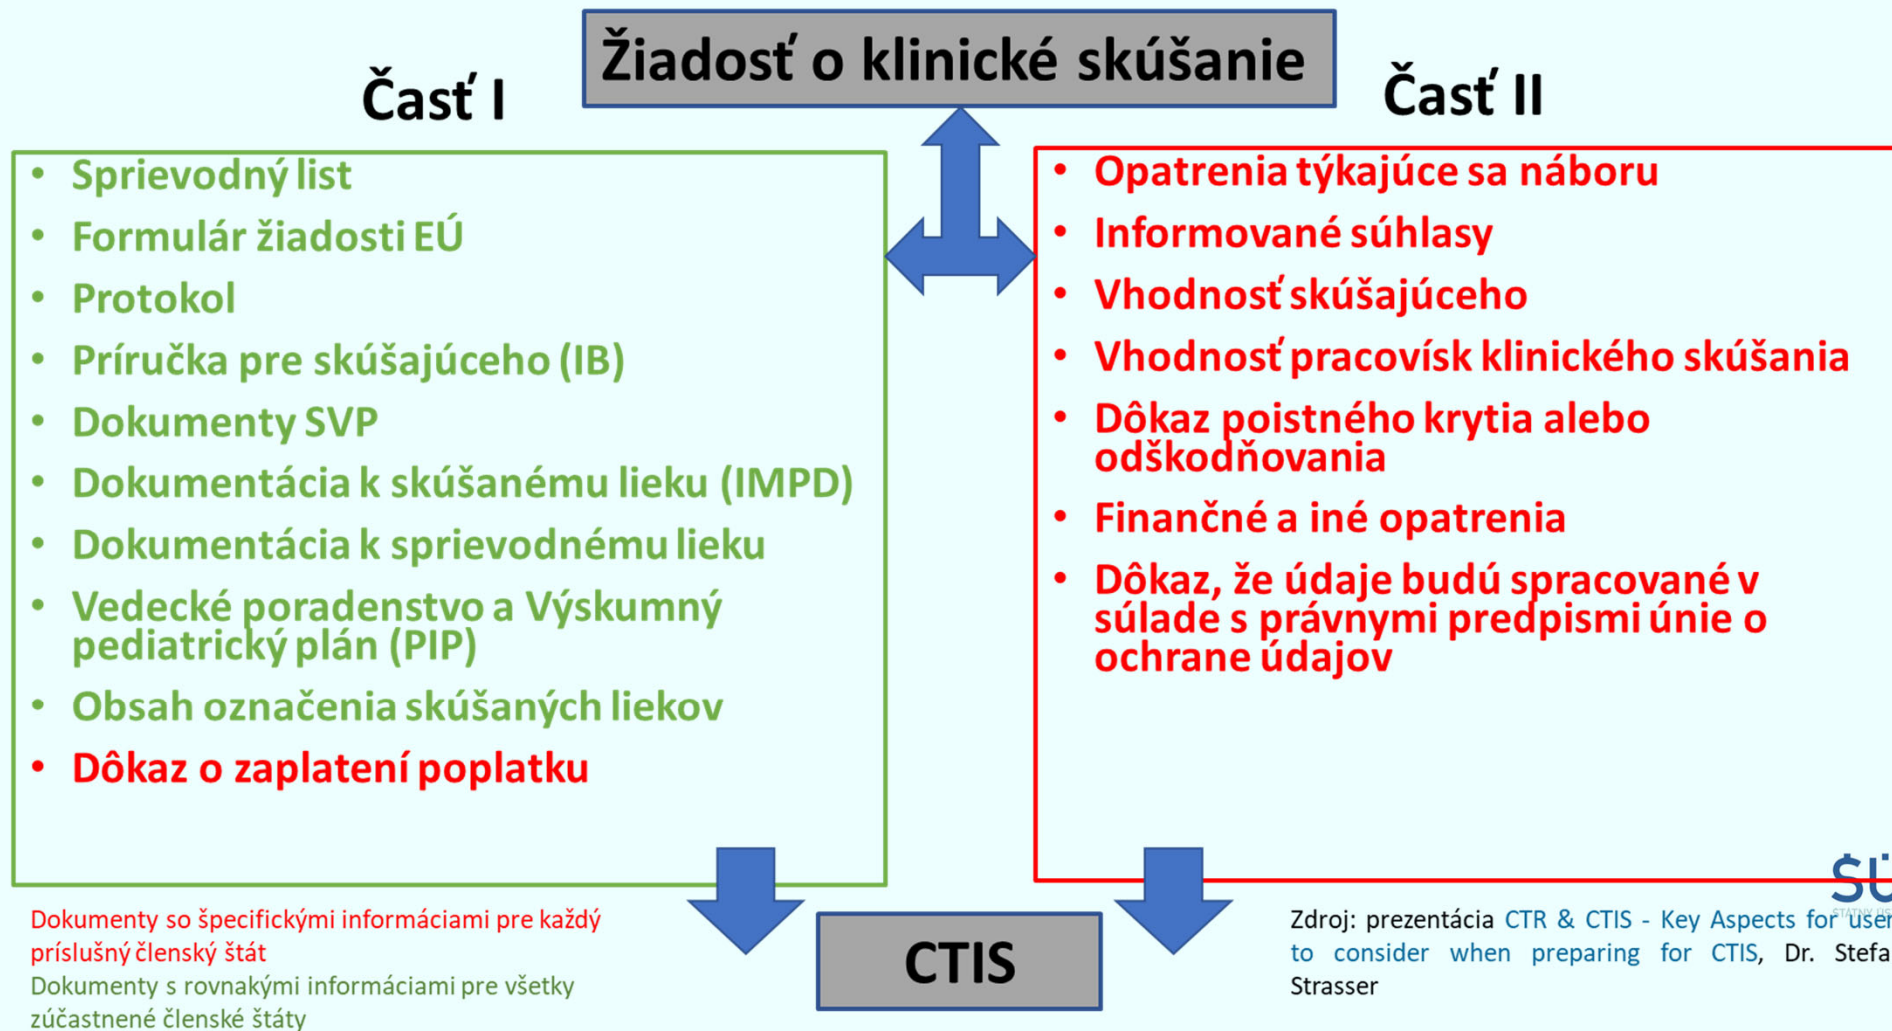 Žiadosť o klinické skúšanie
Časť I
• Sprievodný list
• Formulár žiadosti EÚ
• Protokol
• Príručka pre skúšajúceho (IB)
• Dokumenty SVP
• Dokumentácia k skúšanému lieku (IMPD)
• Dokumentácia k sprievodnému lieku
• Vedecké poradenstvo a Výskumný
pediatrický plán (PIP)
• Obsah označenia skúšaných liekov
• Dôkaz o zaplatení poplatku
Časť II
• Opatrenia týkajúce sa náboru
• Informované súhlasy
• Vhodnosť skúšajúceho
• Vhodnosť pracovísk klinického skúšania
• Dôkaz poistného krytia alebo
odškodňovania
• Finančné a iné opatrenia
• Dôkaz, že údaje budú spracované v
súlade s právnymi predpismi únie o
ochrane údajov
Dokumenty so špecifickými informáciami pre každý
príslušný členský štát
Dokumenty s rovnakými informáciami pre všetky
zúčastnené členské štáty
CTIS
Zdroj: prezentácia CTR & CTIS - Key Aspects for user
to consider when preparing for CTIS, Dr. Stefa
Strasser